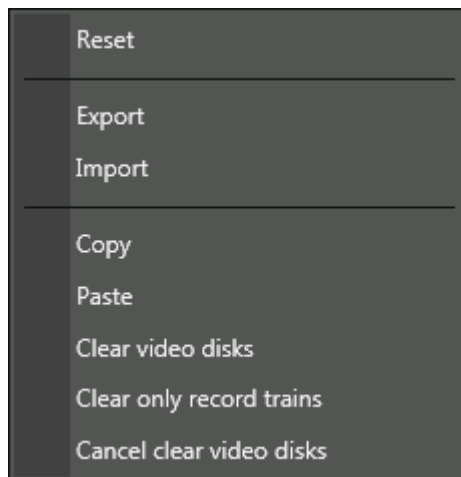 Reset
Export
Import
Copy
Paste
Clear video disks
Clear only record trains
Cancel clear video disks